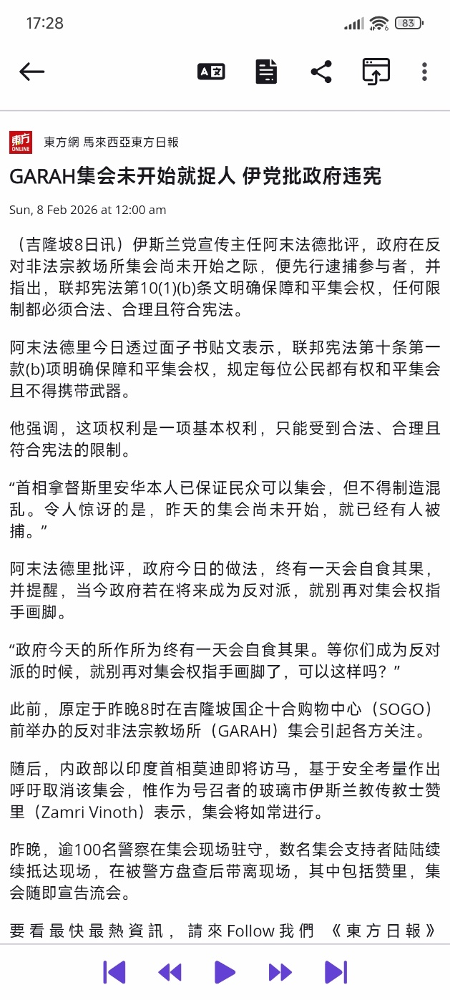 17:28
6
83
A 文
東方
ONLINE
東方網 馬來西亞東方日報
GARAH集会未开始就捉人 伊党批政府违宪
Sun, 8 Feb 2026 at 12:00 am
（吉隆坡8日讯）伊斯兰党宣传主任阿末法德批评，政府在反
对非法宗教场所集会尚未开始之际，便先行逮捕参与者，并
指出，联邦宪法第10(1)(b)条文明确保障和平集会权，任何限
制都必须合法、合理且符合宪法。
阿末法德里今日透过面子书贴文表示，联邦宪法第十条第一
款(b)项明确保障和平集会权，规定每位公民都有权和平集会
且不得携带武器。
他强调，这项权利是一项基本权利，只能受到合法、合理且
符合宪法的限制。
“首相拿督斯里安华本人已保证民众可以集会，但不得制造混
乱。令人惊讶的是，昨天的集会尚未开始，就已经有人被
捕。”
阿末法德里批评，政府今日的做法，终有一天会自食其果，
并提醒，当今政府若在将来成为反对派，就别再对集会权指
手画脚。
“政府今天的所作所为终有一天会自食其果。等你们成为反对
派的时候，就别再对集会权指手画脚了，可以这样吗？”
此前，原定于昨晚8时在吉隆坡国企十合购物中心（SOGO）
前举办的反对非法宗教场所（GARAH）集会引起各方关注。
随后，内政部以印度首相莫迪即将访马，基于安全考量作出
呼吁取消该集会，惟作为号召者的玻璃市伊斯兰教传教士赞
里（Zamri Vinoth）表示，集会将如常进行。
昨晚，逾100名警察在集会现场驻守，数名集会支持者陆陆续
续抵达现场，在被警方盘查后带离现场，其中包括赞里，集
会随即宣告流会。
要看最快最熱資訊，請來Follow我們 《東方日報》